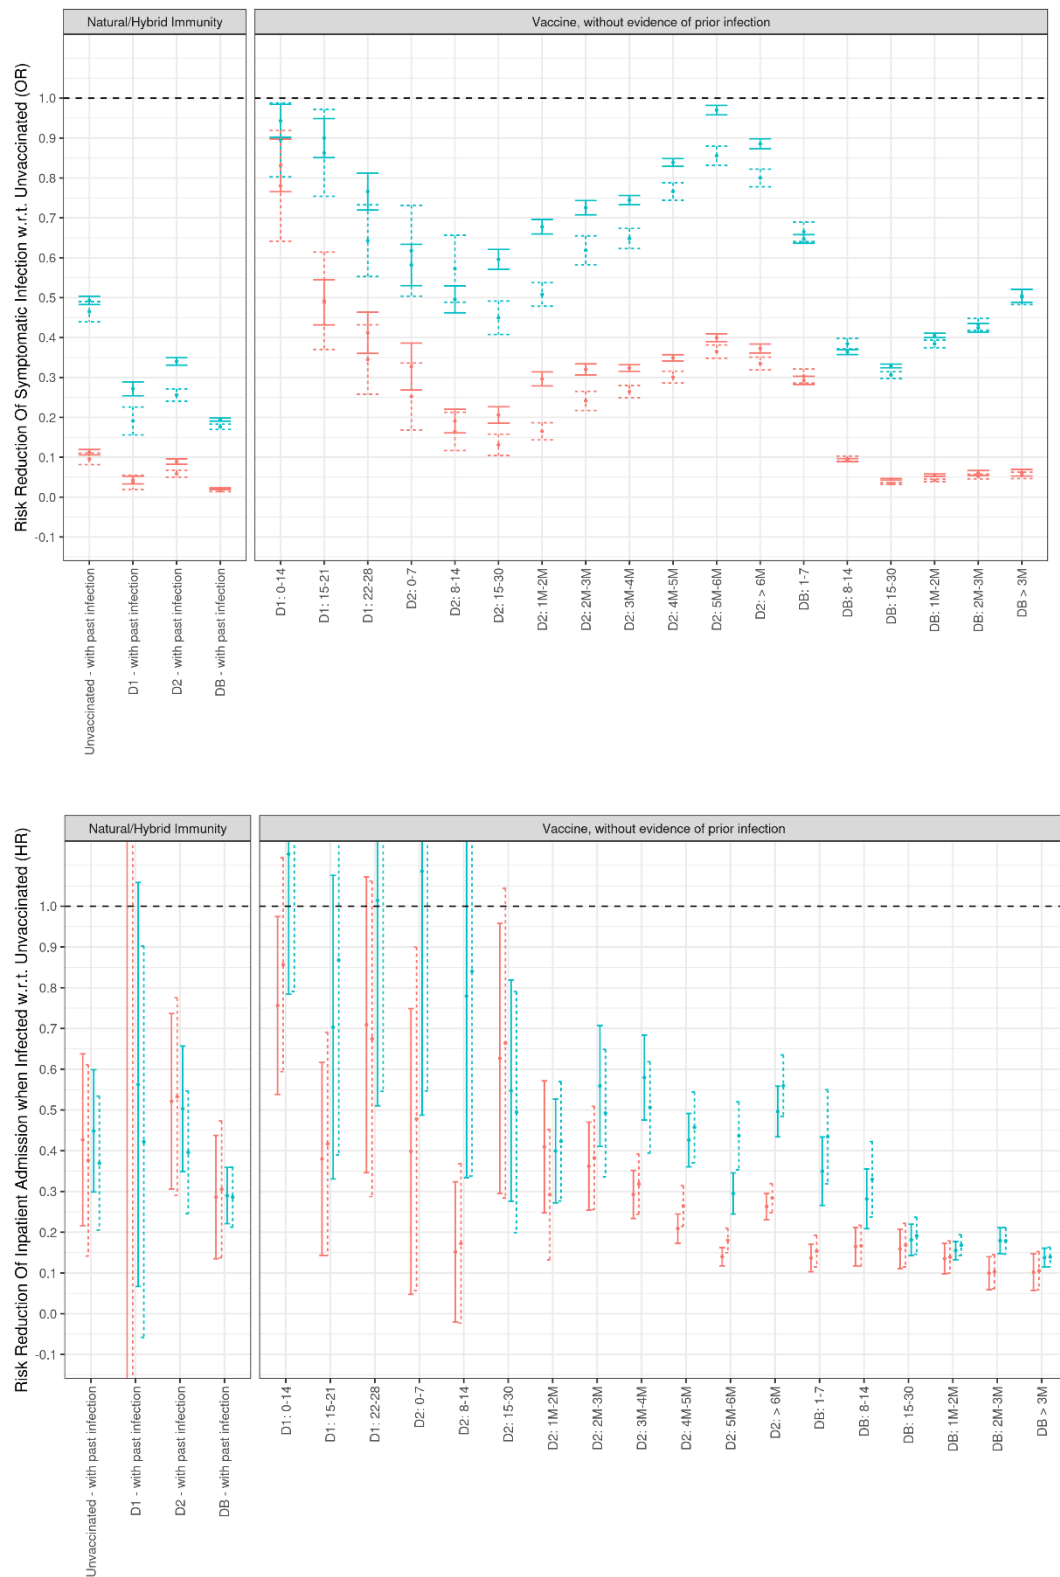 Natural/Hybrid Immunity
Vaccine, without evidence of prior infection
Risk Reduction Of Symptomatic Infection w.r.t. Unvaccinated (OR)
1.0
0.9
0.8
0.7
0.6
0.5
0.4
0.3
0.2
0.1
0.0
-0.1
Unvaccinated - with past infection
D1 - with past infection
D2 - with past infection
DB - with past infection
D1: 0-14
D1: 15-21
D1: 22-28
D2: 0-7
D2: 8-14
D2: 15-30
D2: 1M-2M
D2: 2M-3M
D2: 3M-4M
D2: 4M-5M
D2: 5M-6M
D2: > 6M
DB: 1-7
DB: 8-14
DB: 15-30
DB: 1M-2M
DB: 2M-3M
DB > 3M
Natural/Hybrid Immunity
Vaccine, without evidence of prior infection
Risk Reduction Of Inpatient Admission when Infected w.r.t. Unvaccinated (HR)
1.0
0.9
0.8
0.7
0.6
0.5
0.4
0.3
0.2
0.1
0.0
-0.1
Unvaccinated - with past infection
D1 - with past infection
D2 - with past infection
DB - with past infection
D1: 0-14
D1: 15-21
D1: 22-28
D2: 0-7
D2: 8-14
D2: 15-30
D2: 1M-2M
D2: 2M-3M
D2: 3M-4M
D2: 4M-5M
D2: 5M-6M
D2: > 6M
DB: 1-7
DB: 8-14
DB: 15-30
DB: 1M-2M
DB: 2M-3M
DB > 3M